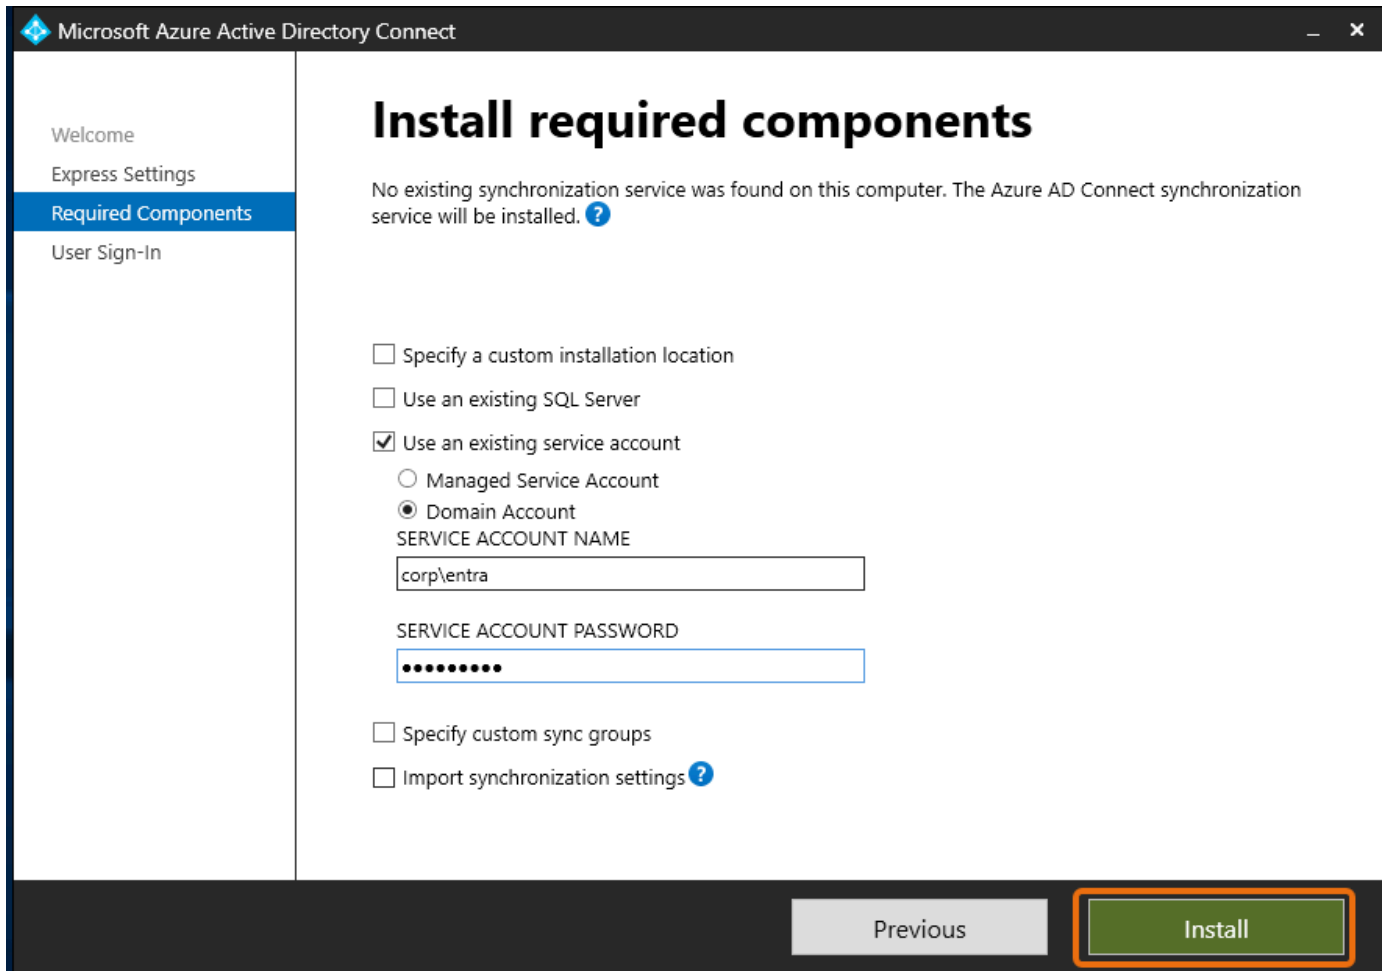 Microsoft Azure Active Directory Connect
Welcome
Express Settings
Required Components
User Sign-In
Install required components
No existing synchronization service was found on this computer. The Azure AD Connect synchronization
service will be installed. ?
Specify a custom installation location
Use an existing SQL Server
Use an existing service account
Managed Service Account
Domain Account
SERVICE ACCOUNT NAME
corp\entra
SERVICE ACCOUNT PASSWORD
•••••••••
Specify custom sync groups
Import synchronization settings ?
Previous
Install